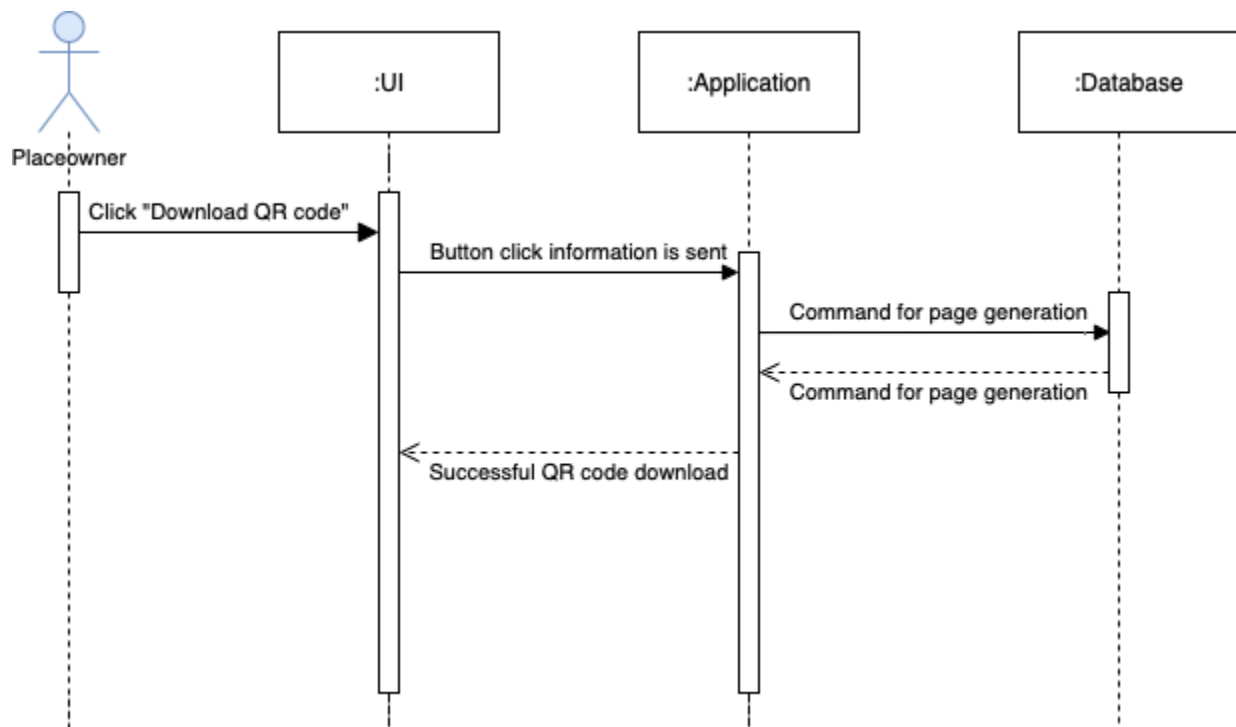 :UI
:Application
:Database
Placeowner
Click "Download QR code"
Button click information is sent
Command for page generation
Command for page generation
Successful QR code download